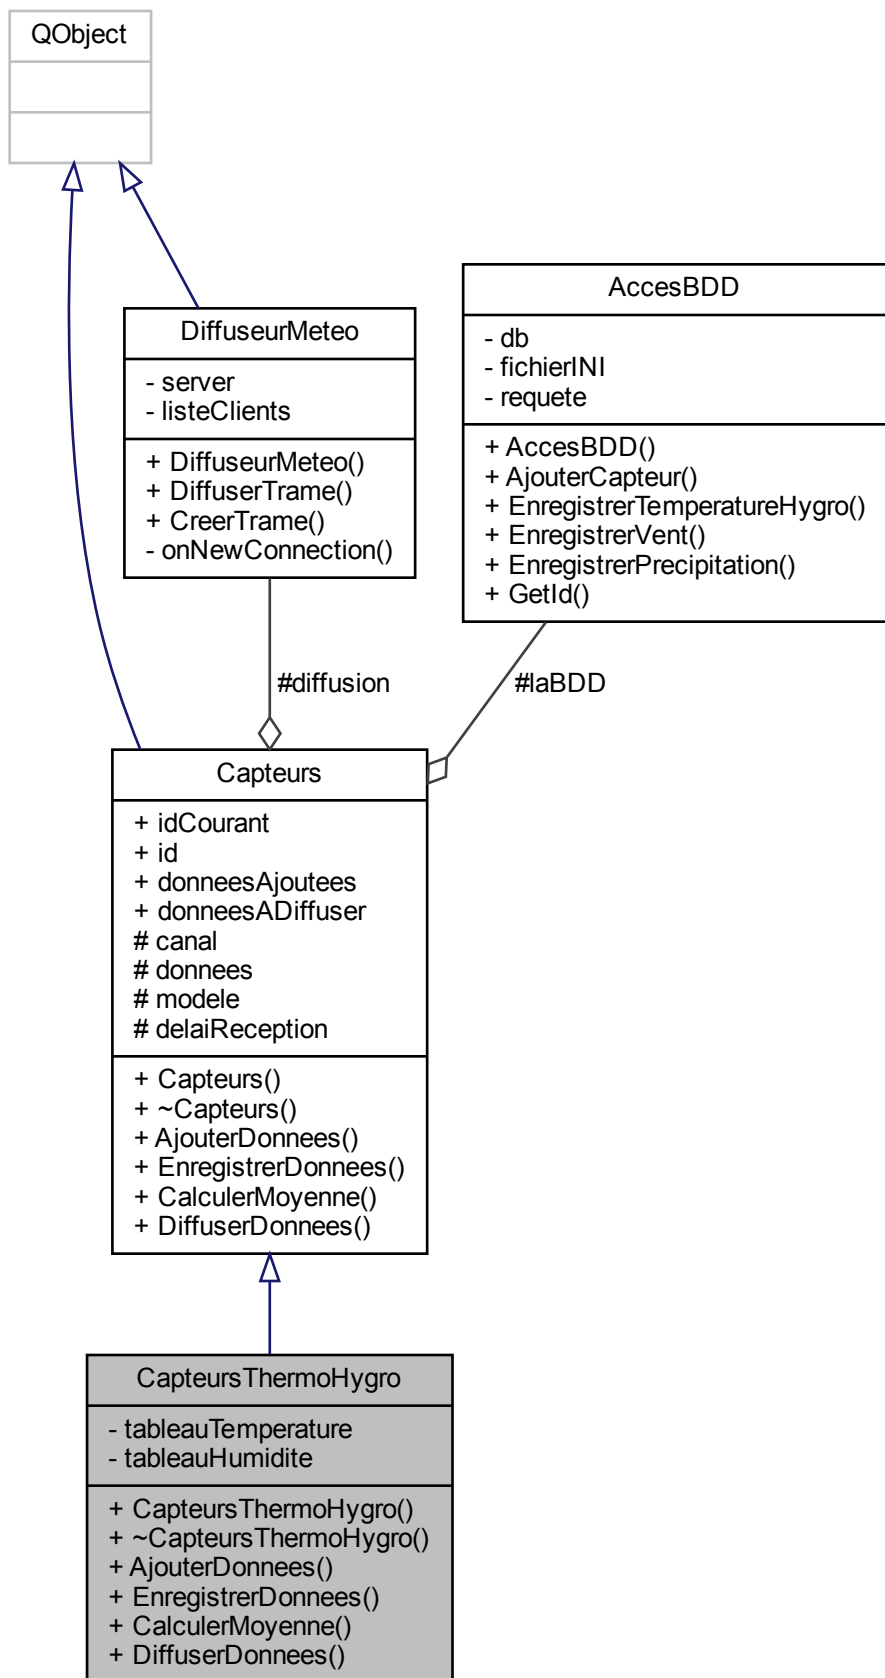 QObject
DiffuseurMeteo
- server
- listeClients
+ DiffuseurMeteo()
+ DiffuserTrame()
+ CreerTrame()
- onNewConnection()
AccesBDD
- db
- fichierINI
- requete
+ AccesBDD()
+ AjouterCapteur()
+ EnregistrerTemperatureHygro()
+ EnregistrerVent()
+ EnregistrerPrecipitation()
+ GetId()
#diffusion
#laBDD
Capteurs
+ idCourant
+ id
+ donneesAjoutees
+ donneesADiffuser
# canal
# donnees
# modele
# delaiReception
+ Capteurs()
+ ~Capteurs()
+ AjouterDonnees()
+ EnregistrerDonnees()
+ CalculerMoyenne()
+ DiffuserDonnees()
CapteursThermoHygro
- tableauTemperature
- tableauHumidite
+ CapteursThermoHygro()
+ ~CapteursThermoHygro()
+ AjouterDonnees()
+ EnregistrerDonnees()
+ CalculerMoyenne()
+ DiffuserDonnees()